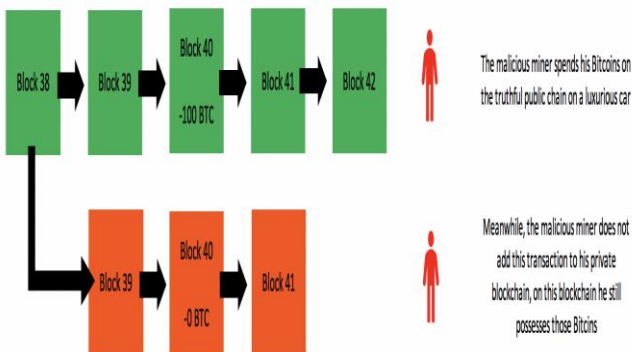 Block 38
Block 39
Block 40
-100 BTC
Block 41
Block 42
The malicious miner spends his Bitcoins on
the truthful public chain on a luxurious car
Block 39
Block 40
-0 BTC
Block 41
Meanwhile, the malicious miner does not
add this transaction to his private
blockchain, on this blockchain he still
possesses those Bitcins